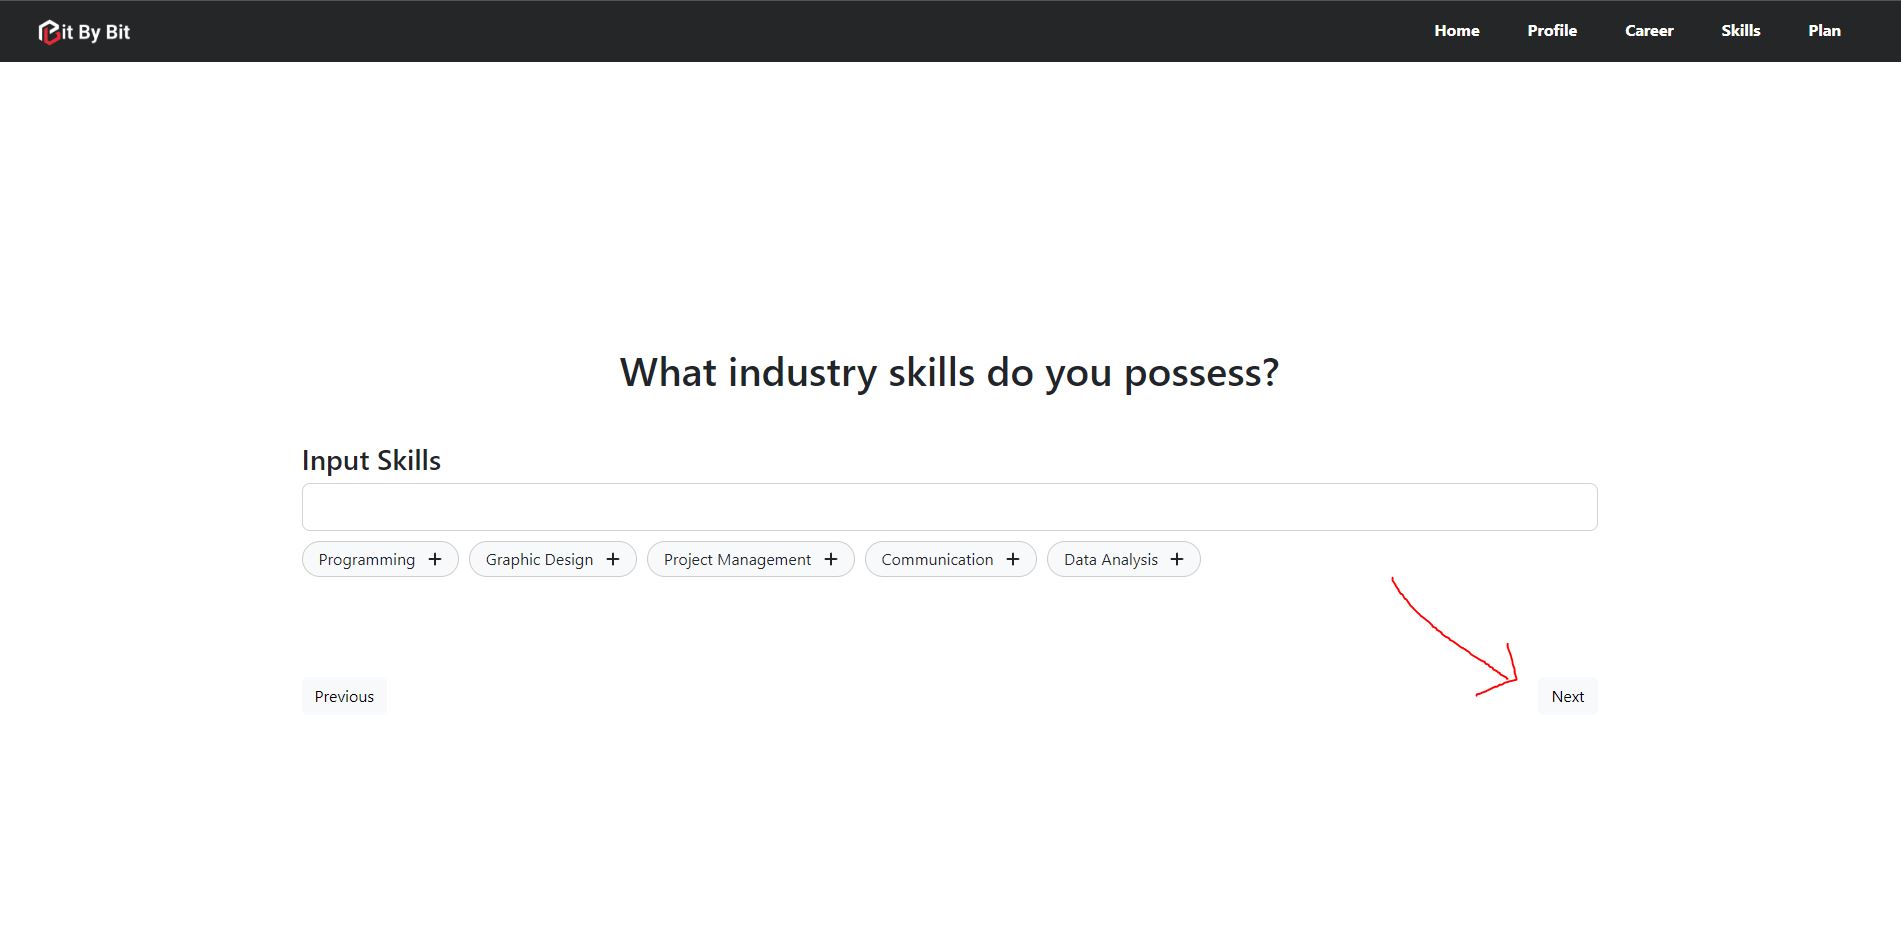 Bit By Bit
Home Profile Career Skills Plan
What industry skills do you possess?
Input Skills
Programming + Graphic Design + Project Management + Communication + Data Analysis +
Previous Next